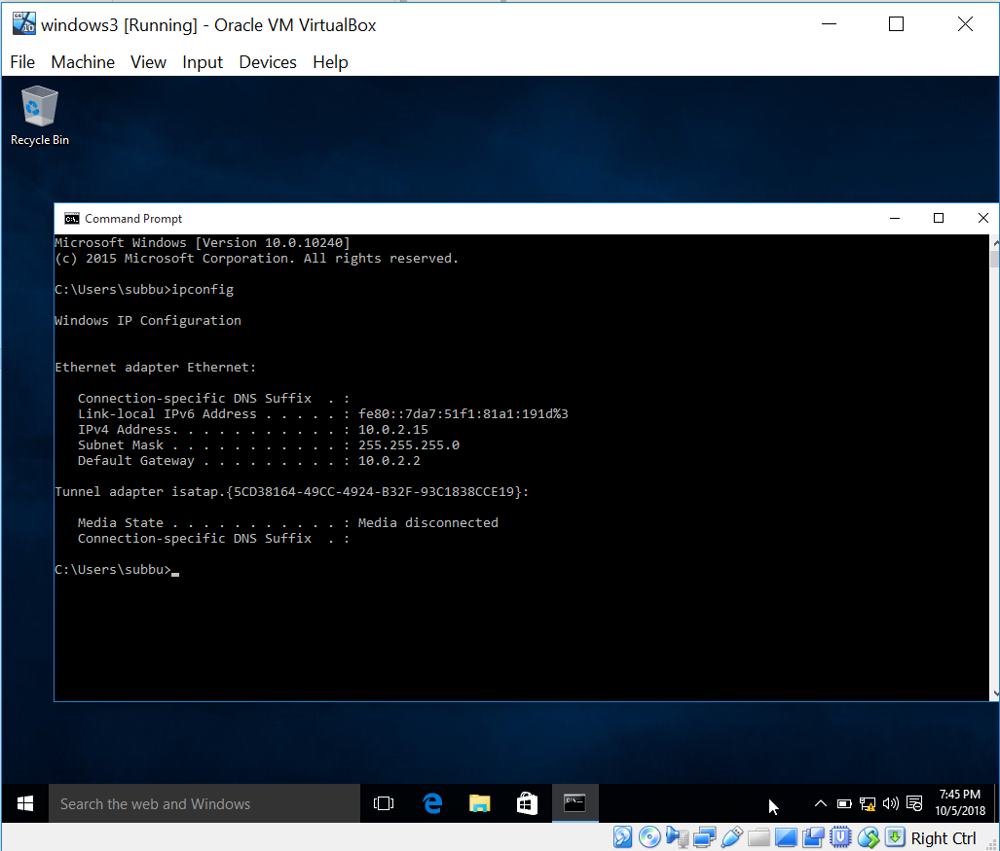 windows3 [Running] - Oracle VM VirtualBox
File Machine View Input Devices Help
Recycle Bin
Command Prompt
Microsoft Windows [Version 10.0.10240]
(c) 2015 Microsoft Corporation. All rights reserved.
C:\Users\subbu>ipconfig
Windows IP Configuration
Ethernet adapter Ethernet:
Connection-specific DNS Suffix . :
Link-local IPv6 Address . . . . . : fe80::7da7:51f1:81a1:191d%3
IPv4 Address. . . . . . . . . . . : 10.0.2.15
Subnet Mask . . . . . . . . . . . : 255.255.255.0
Default Gateway . . . . . . . . . : 10.0.2.2
Tunnel adapter isatap.{5CD38164-49CC-4924-B32F-93C1838CCE19}:
Media State . . . . . . . . . . . : Media disconnected
Connection-specific DNS Suffix . :
C:\Users\subbu>_
Search the web and Windows
7:45 PM
10/5/2018
Right Ctrl